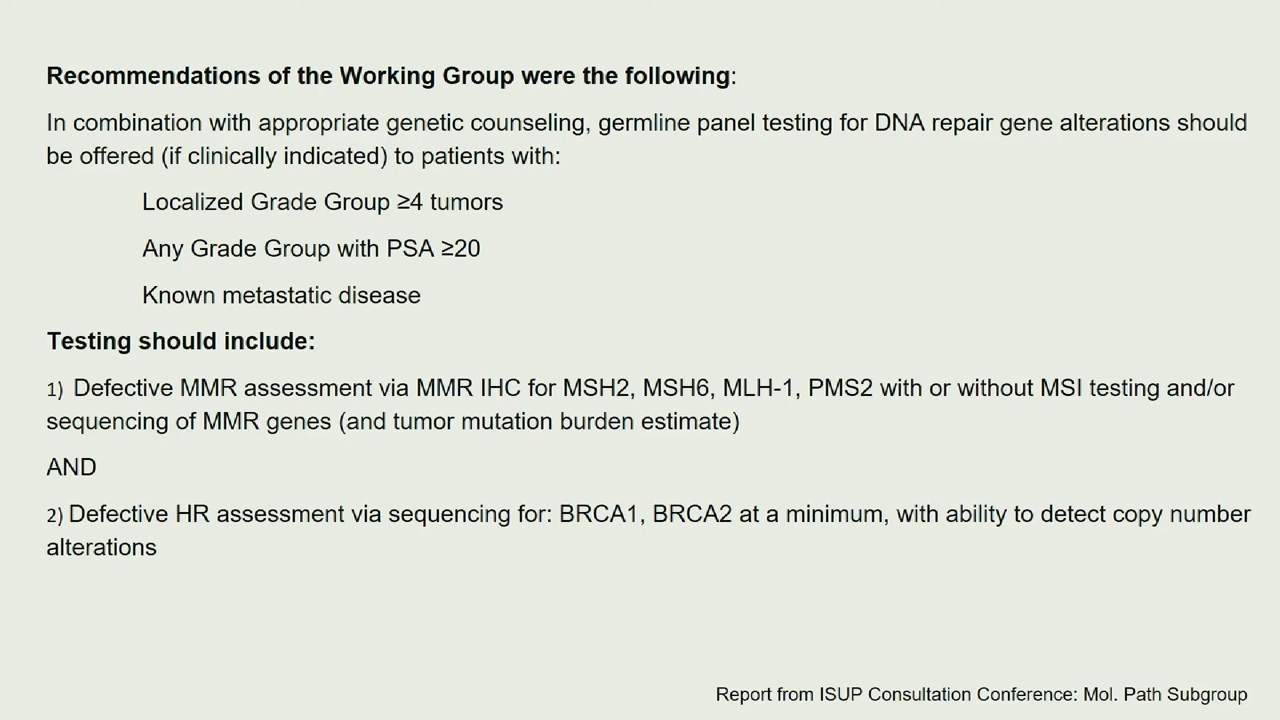 Recommendations of the Working Group were the following:
In combination with appropriate genetic counseling, germline panel testing for DNA repair gene alterations should
be offered (if clinically indicated) to patients with:
Localized Grade Group ≥4 tumors
Any Grade Group with PSA ≥20
Known metastatic disease
Testing should include:
1) Defective MMR assessment via MMR IHC for MSH2, MSH6, MLH-1, PMS2 with or without MSI testing and/or
sequencing of MMR genes (and tumor mutation burden estimate)
AND
2) Defective HR assessment via sequencing for: BRCA1, BRCA2 at a minimum, with ability to detect copy number
alterations
Report from ISUP Consultation Conference: Mol. Path Subgroup